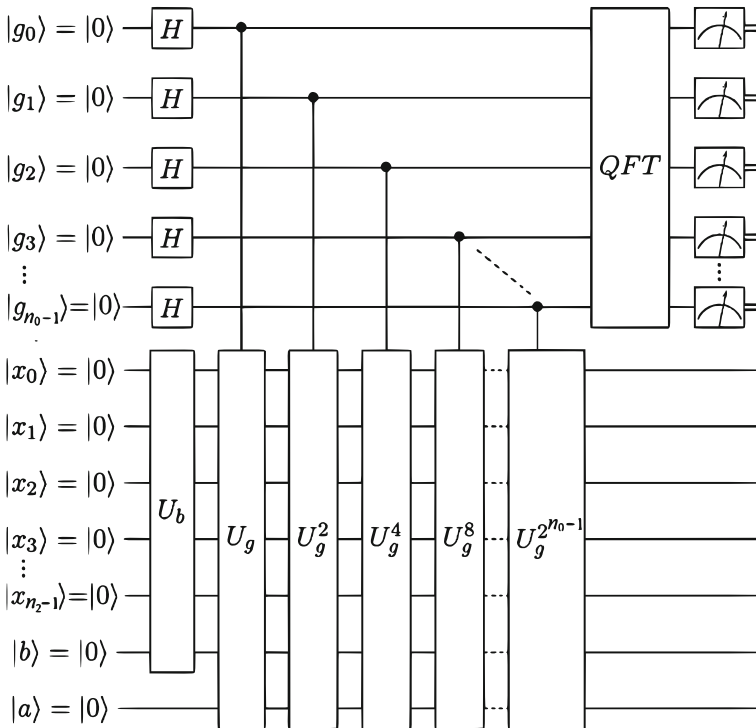 |g₀⟩ = |0⟩ H
|g₁⟩ = |0⟩ H
|g₂⟩ = |0⟩ H QFT
|g₃⟩ = |0⟩ H
⋮ ⋮
|g_{n₀−1}⟩=|0⟩ H
|x₀⟩ = |0⟩
|x₁⟩ = |0⟩
|x₂⟩ = |0⟩
U_b
|x₃⟩ = |0⟩ U_g U_g^2 U_g^4 U_g^8 U_g^{2^{n₀−1}}
⋮
|x_{n₂−1}⟩=|0⟩
|b⟩ = |0⟩
|a⟩ = |0⟩